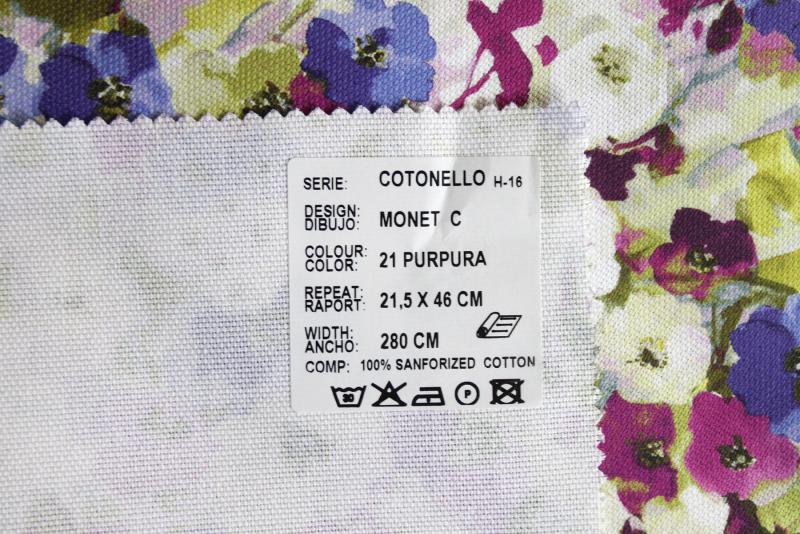 SERIE: COTONELLO H-16
DESIGN:
DIBUJO: MONET C
COLOUR:
COLOR: 21 PURPURA
REPEAT:
RAPORT: 21,5 X 46 CM
WIDTH:
ANCHO: 280 CM
COMP: 100% SANFORIZED COTTON
30 P